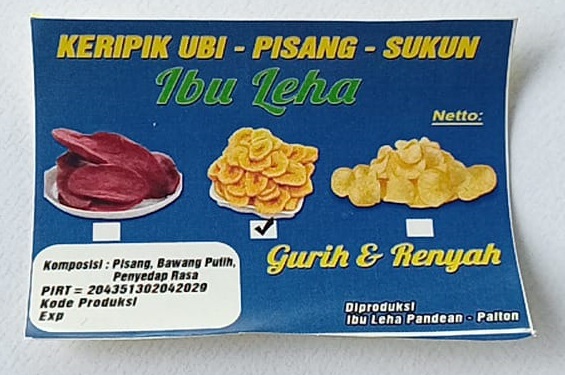 KERIPIK UBI - PISANG - SUKUN
Ibu Leha
Netto:
Gurih & Renyah
Komposisi : Pisang, Bawang Putih,
Penyedap Rasa
PIRT = 204351302042029
Kode Produksi
Exp
Diproduksi
Ibu Leha Pandean - Paiton